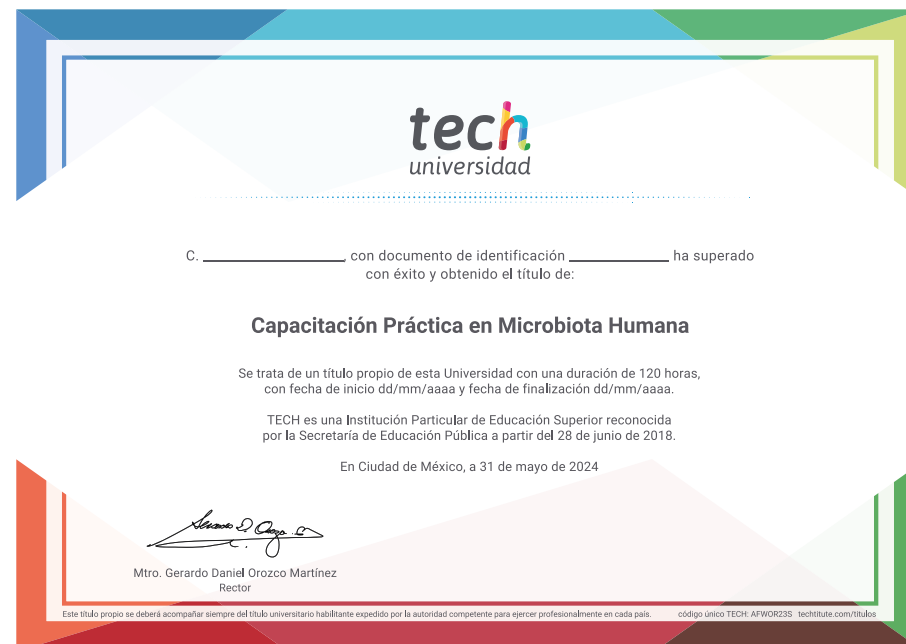 tech
universidad
C. ____________, con documento de identificación ____________ ha superado
con éxito y obtenido el título de:
Capacitación Práctica en Microbiota Humana
Se trata de un título propio de esta Universidad con una duración de 120 horas,
con fecha de inicio dd/mm/aaaa y fecha de finalización dd/mm/aaaa.
TECH es una Institución Particular de Educación Superior reconocida
por la Secretaría de Educación Pública a partir del 28 de junio de 2018.
En Ciudad de México, a 31 de mayo de 2024
Mtro. Gerardo Daniel Orozco Martínez
Rector
Este título propio se deberá acompañar siempre del título universitario habilitante expedido por la autoridad competente para ejercer profesionalmente en cada país. código único TECH: AFWOR23S techtitute.com/titulos